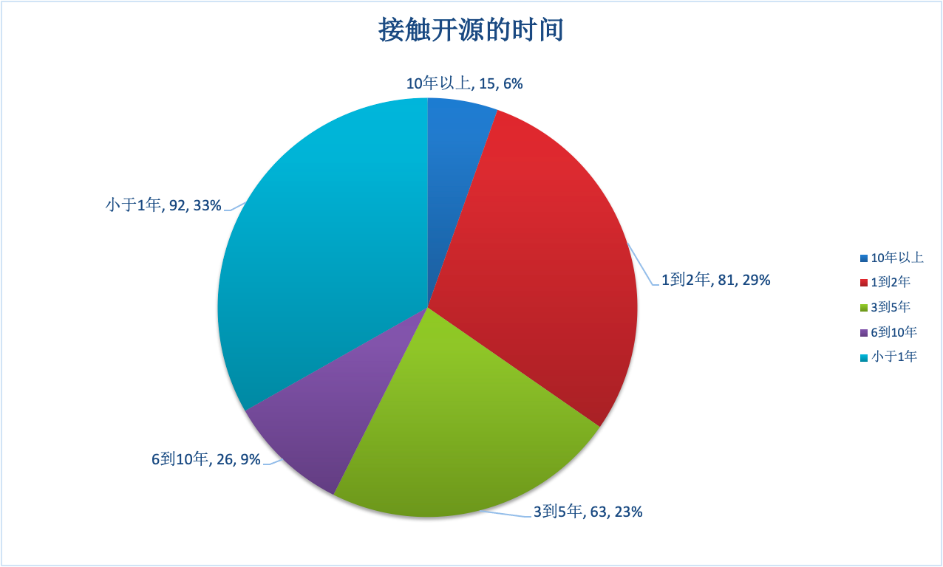 接触开源的时间
10年以上, 15, 6%
小于1年, 92, 33%
1到2年, 81, 29%
6到10年, 26, 9%
3到5年, 63, 23%
10年以上
1到2年
3到5年
6到10年
小于1年